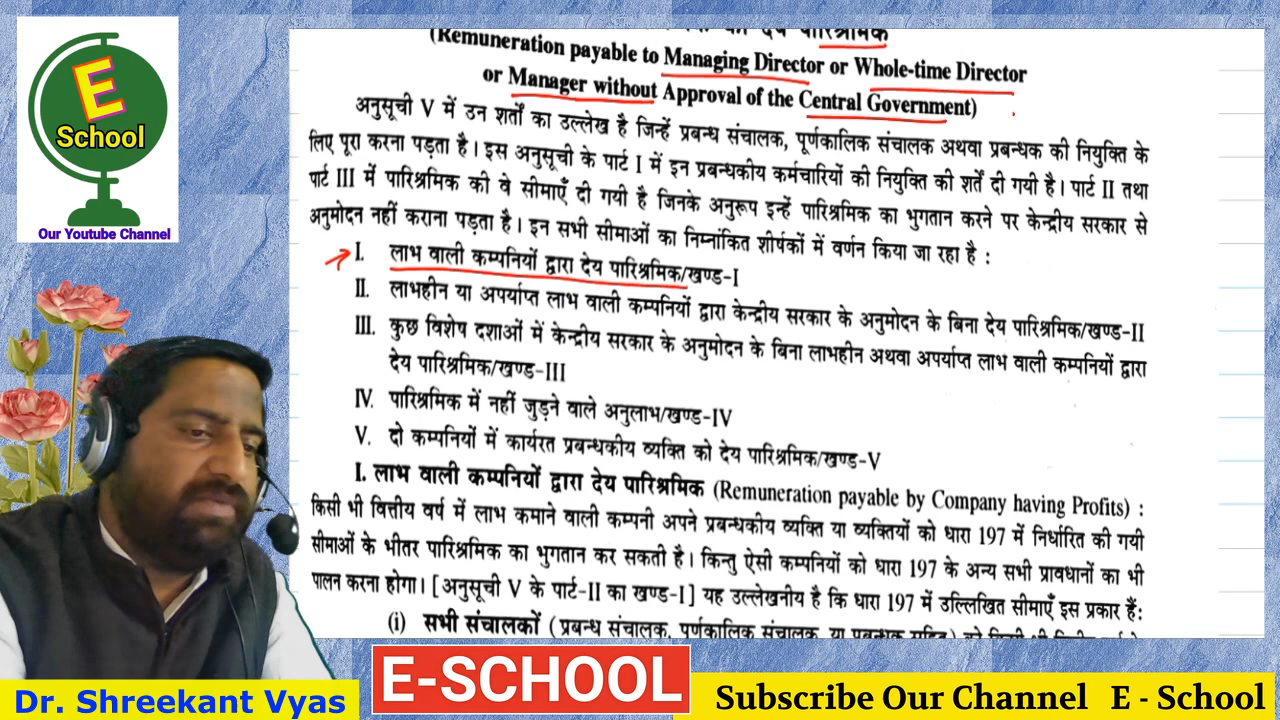 E
School
Our Youtube Channel
देय पारिश्रमिक
(Remuneration payable to Managing Director or Whole-time Director
or Manager without Approval of the Central Government)
अनुसूची V में उन शर्तों का उल्लेख है जिन्हें प्रबन्ध संचालक, पूर्णकालिक संचालक अथवा प्रबन्धक की नियुक्ति के
लिए पूरा करना पड़ता है। इस अनुसूची के पार्ट I में इन प्रबन्धकीय कर्मचारियों की नियुक्ति की शर्तें दी गयी है। पार्ट II तथा
पार्ट III में पारिश्रमिक की वे सीमाएँ दी गयी है जिनके अनुरूप इन्हें पारिश्रमिक का भुगतान करने पर केन्द्रीय सरकार से
अनुमोदन नहीं कराना पड़ता है। इन सभी सीमाओं का निम्नांकित शीर्षकों में वर्णन किया जा रहा है :
I. लाभ वाली कम्पनियों द्वारा देय पारिश्रमिक/खण्ड-I
II. लाभहीन या अपर्याप्त लाभ वाली कम्पनियों द्वारा केन्द्रीय सरकार के अनुमोदन के बिना देय पारिश्रमिक/खण्ड-II
III. कुछ विशेष दशाओं में केन्द्रीय सरकार के अनुमोदन के बिना लाभहीन अथवा अपर्याप्त लाभ वाली कम्पनियों द्वारा
देय पारिश्रमिक/खण्ड-III
IV. पारिश्रमिक में नहीं जुड़ने वाले अनुलाभ/खण्ड-IV
V. दो कम्पनियों में कार्यरत प्रबन्धकीय व्यक्ति को देय पारिश्रमिक/खण्ड-V
I. लाभ वाली कम्पनियों द्वारा देय पारिश्रमिक (Remuneration payable by Company having Profits) :
किसी भी वित्तीय वर्ष में लाभ कमाने वाली कम्पनी अपने प्रबन्धकीय व्यक्ति या व्यक्तियों को धारा 197 में निर्धारित की गयी
सीमाओं के भीतर पारिश्रमिक का भुगतान कर सकती है। किन्तु ऐसी कम्पनियों को धारा 197 के अन्य सभी प्रावधानों का भी
पालन करना होगा। [अनुसूची V के पार्ट-II का खण्ड-I] यह उल्लेखनीय है कि धारा 197 में उल्लिखित सीमाएँ इस प्रकार हैं:
(i) सभी संचालकों (प्रबन्ध संचालक, पूर्णकालिक संचालक, या प्रबन्धक सहित)
E-SCHOOL
Dr. Shreekant Vyas
Subscribe Our Channel E - School